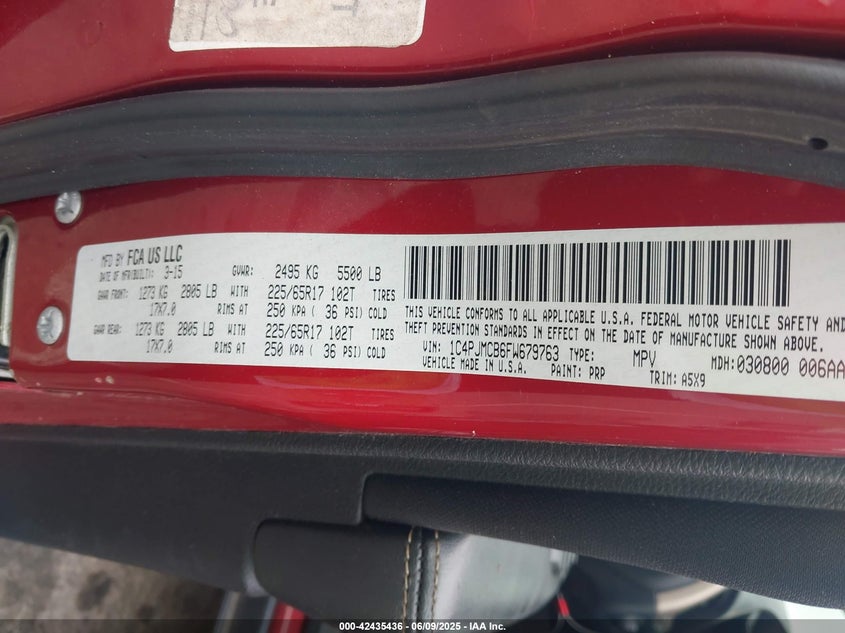 MFD BY FCA US LLC
DATE OF MFR(BUILT): 3-15 GVWR: 2495 KG 5500 LB
GAWR FRONT: 1273 KG 2805 LB WITH 225/65R17 102T TIRES
17X7.0 RIMS AT 250 KPA ( 36 PSI) COLD
GAWR REAR: 1273 KG 2805 LB WITH 225/65R17 102T TIRES
17X7.0 RIMS AT 250 KPA ( 36 PSI) COLD
THIS VEHICLE CONFORMS TO ALL APPLICABLE U.S.A. FEDERAL MOTOR VEHICLE SAFETY AND
THEFT PREVENTION STANDARDS IN EFFECT ON THE DATE OF MANUFACTURE SHOWN ABOVE.
VIN: 1C4PJMCB6FW679763 TYPE: MPV MDH:030800 006AA
VEHICLE MADE IN U.S.A. PAINT: PRP TRIM: A5X9
000-42435436 - 06/09/2025 - IAA Inc.